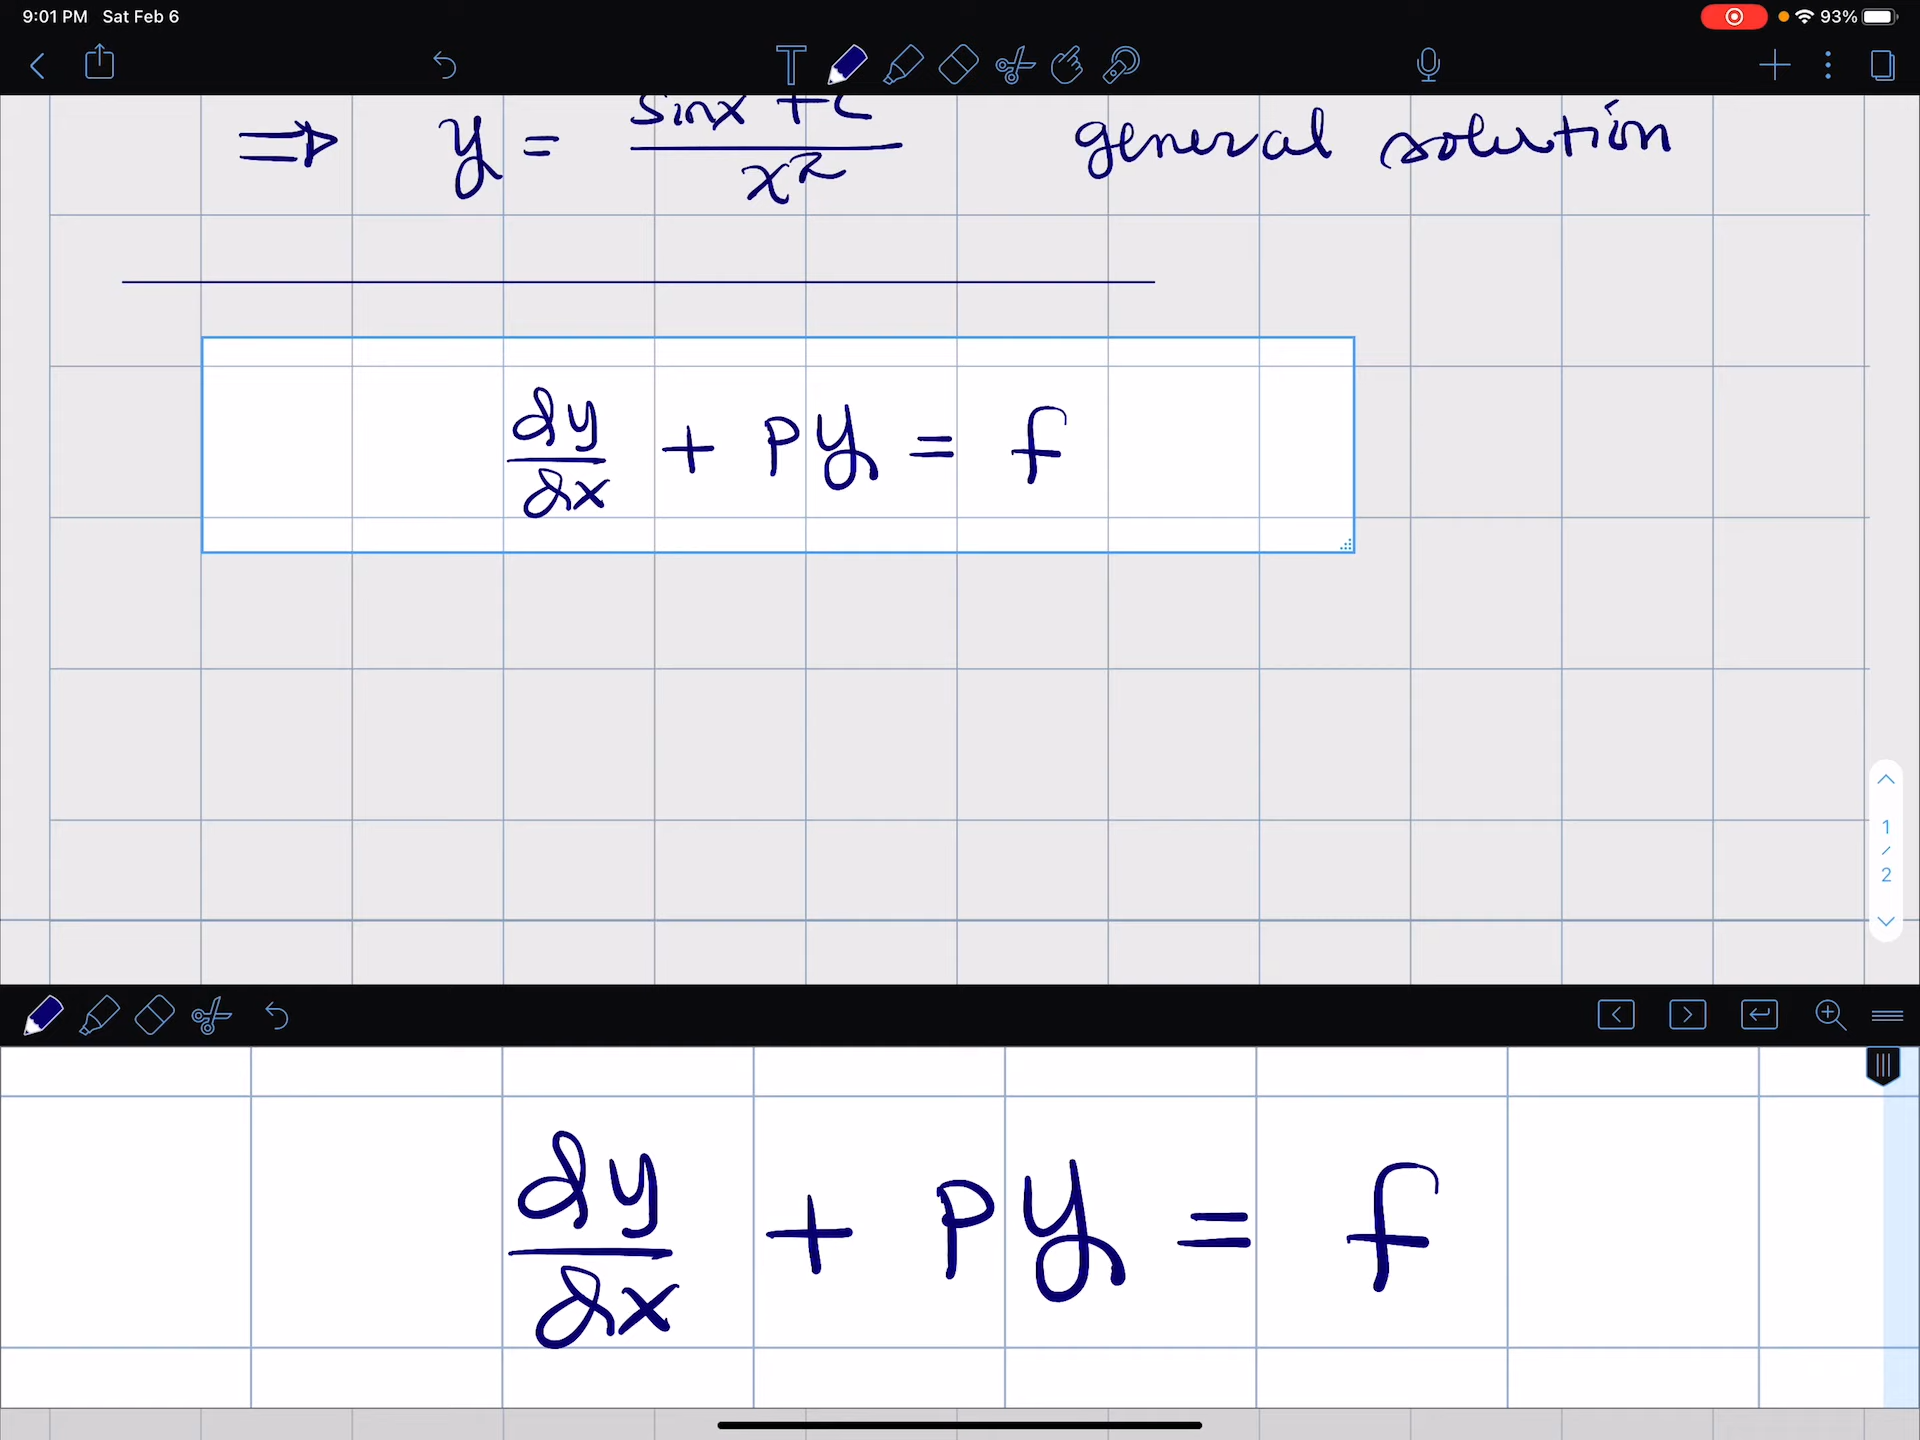 9:01 PM Sat Feb 6 93%
⇒ y = (sinx + c)/x² general solution
dy/dx + Py = f
1
/
2
dy/dx + Py = f